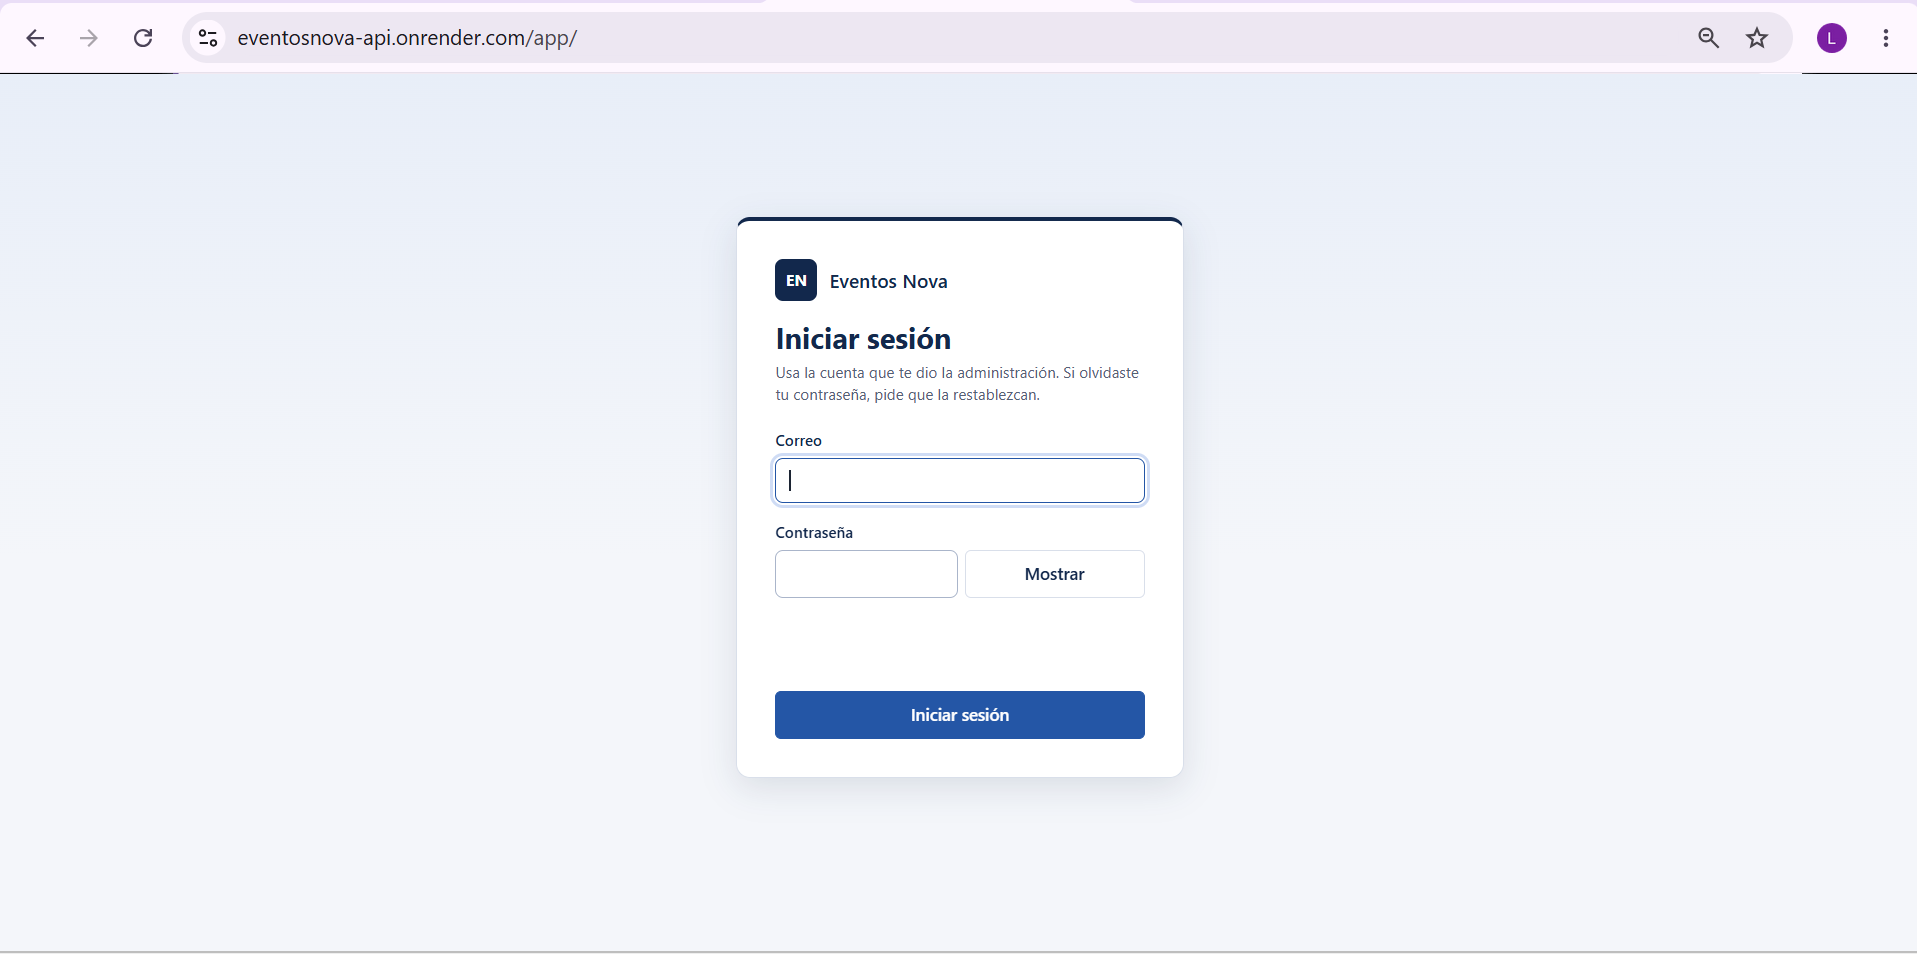 eventosnova-api.onrender.com/app/
L
EN
Eventos Nova
Iniciar sesión
Usa la cuenta que te dio la administración. Si olvidaste
tu contraseña, pide que la restablezcan.
Correo
Contraseña
Mostrar
Iniciar sesión